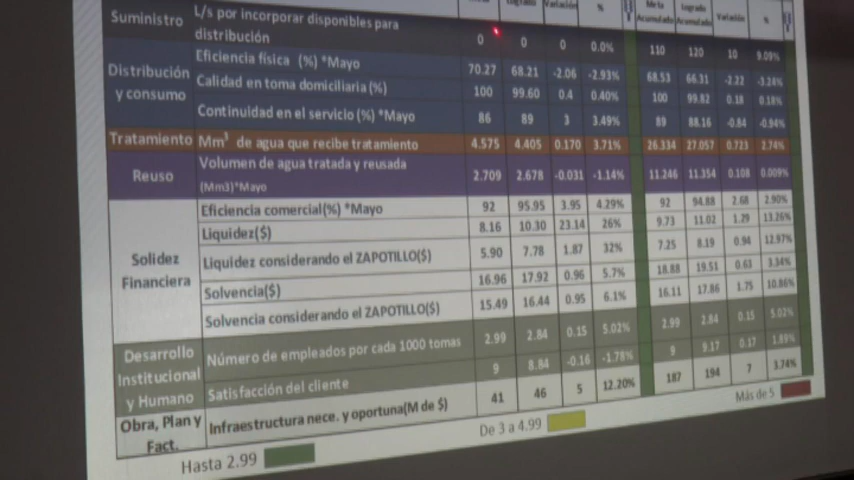 Logrado Variación % Meta Acumulado Logrado Acumulado Variación %
Suministro L/s por incorporar disponibles para distribución 0 0 0 0.0% 110 120 10 9.09%
Distribución y consumo
Eficiencia física (%) *Mayo 70.27 68.21 -2.06 -2.93% 68.53 66.31 -2.22 -3.24%
Calidad en toma domiciliaria (%) 100 99.60 0.4 0.40% 100 99.82 0.18 0.18%
Continuidad en el servicio (%) *Mayo 86 89 3 3.49% 89 88.16 -0.84 -0.94%
Tratamiento Mm³ de agua que recibe tratamiento 4.575 4.405 0.170 3.71% 26.334 27.057 0.723 2.74%
Reuso Volumen de agua tratada y reusada (Mm3)*Mayo 2.709 2.678 -0.031 -1.14% 11.246 11.354 0.108 0.009%
Solidez Financiera
Eficiencia comercial(%) *Mayo 92 95.95 3.95 4.29% 92 94.88 2.68 2.90%
Liquidez($) 8.16 10.30 23.14 26% 9.73 11.02 1.29 13.26%
Liquidez considerando el ZAPOTILLO($) 5.90 7.78 1.87 32% 7.25 8.19 0.94 12.97%
Solvencia($) 16.96 17.92 0.96 5.7% 18.88 19.51 0.63 3.34%
Solvencia considerando el ZAPOTILLO($) 15.49 16.44 0.95 6.1% 16.11 17.86 1.75 10.86%
Desarrollo Institucional y Humano
Número de empleados por cada 1000 tomas 2.99 2.84 0.15 5.02% 2.99 2.84 0.15 5.02%
Satisfacción del cliente 9 8.84 -0.16 -1.78% 9 9.17 0.17 1.89%
Obra, Plan y Fact. Infraestructura nece. y oportuna(M de $) 41 46 5 12.20% 187 194 7 3.74%
Hasta 2.99 De 3 a 4.99 Más de 5